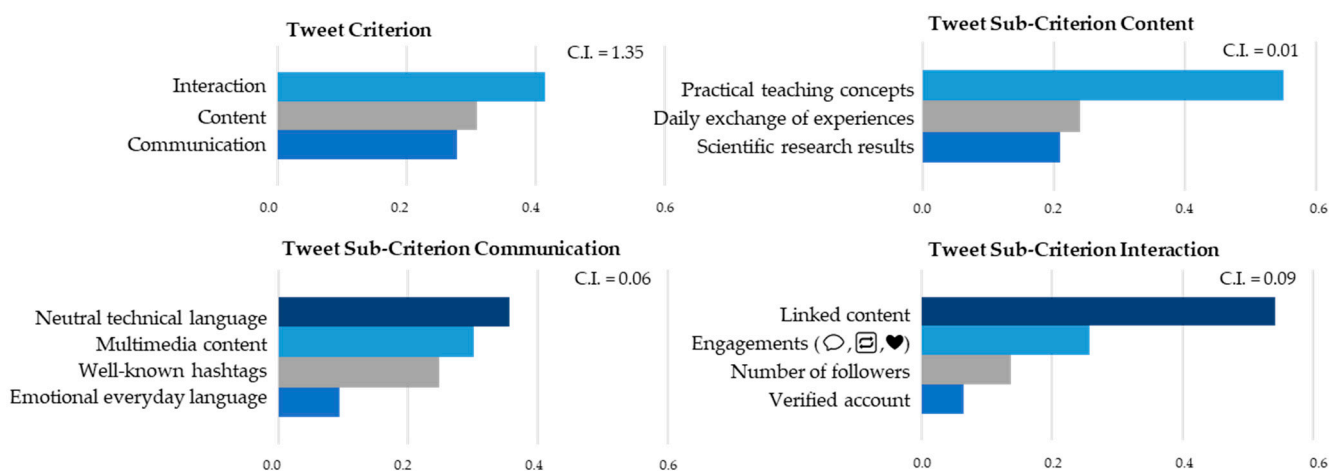 Tweet Criterion
C.I. = 1.35
Interaction
Content
Communication
0.0 0.2 0.4 0.6
Tweet Sub-Criterion Content
C.I. = 0.01
Practical teaching concepts
Daily exchange of experiences
Scientific research results
0.0 0.2 0.4 0.6
Tweet Sub-Criterion Communication
C.I. = 0.06
Neutral technical language
Multimedia content
Well-known hashtags
Emotional everyday language
0.0 0.2 0.4 0.6
Tweet Sub-Criterion Interaction
C.I. = 0.09
Linked content
Engagements ( , , )
Number of followers
Verified account
0.0 0.2 0.4 0.6